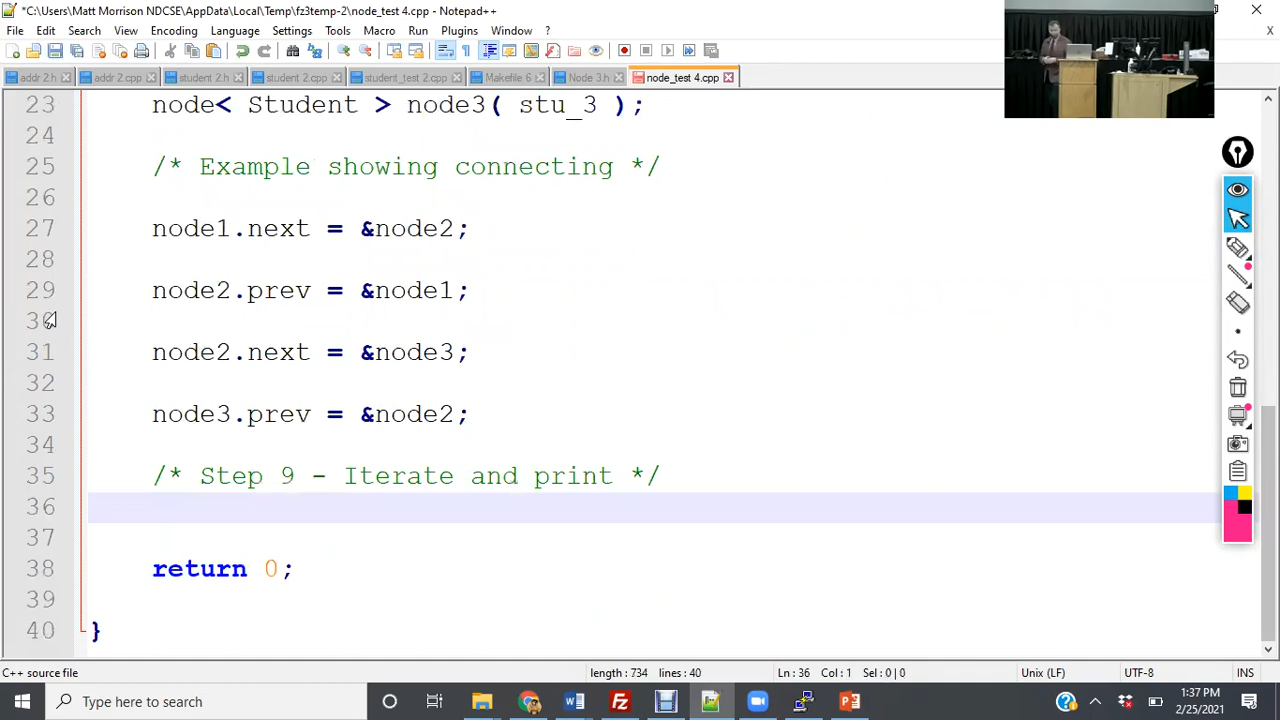 *C:\Users\Matt Morrison NDCSE\AppData\Local\Temp\fz3temp-2\node_test 4.cpp - Notepad++
File Edit Search View Encoding Language Settings Tools Macro Run Plugins Window ?
X
addr 2.h addr 2.cpp student 2.h student 2.cpp student_test 2.cpp Makefile 6 Node 3.h node_test 4.cpp
23 node< Student > node3( stu_3 );
24
25 /* Example showing connecting */
26
27 node1.next = &node2;
28
29 node2.prev = &node1;
30
31 node2.next = &node3;
32
33 node3.prev = &node2;
34
35 /* Step 9 - Iterate and print */
36
37
38 return 0;
39
40 }
C++ source file length : 734 lines : 40 Ln : 36 Col : 1 Sel : 0 | 0 Unix (LF) UTF-8 INS
Type here to search
1:37 PM
2/25/2021